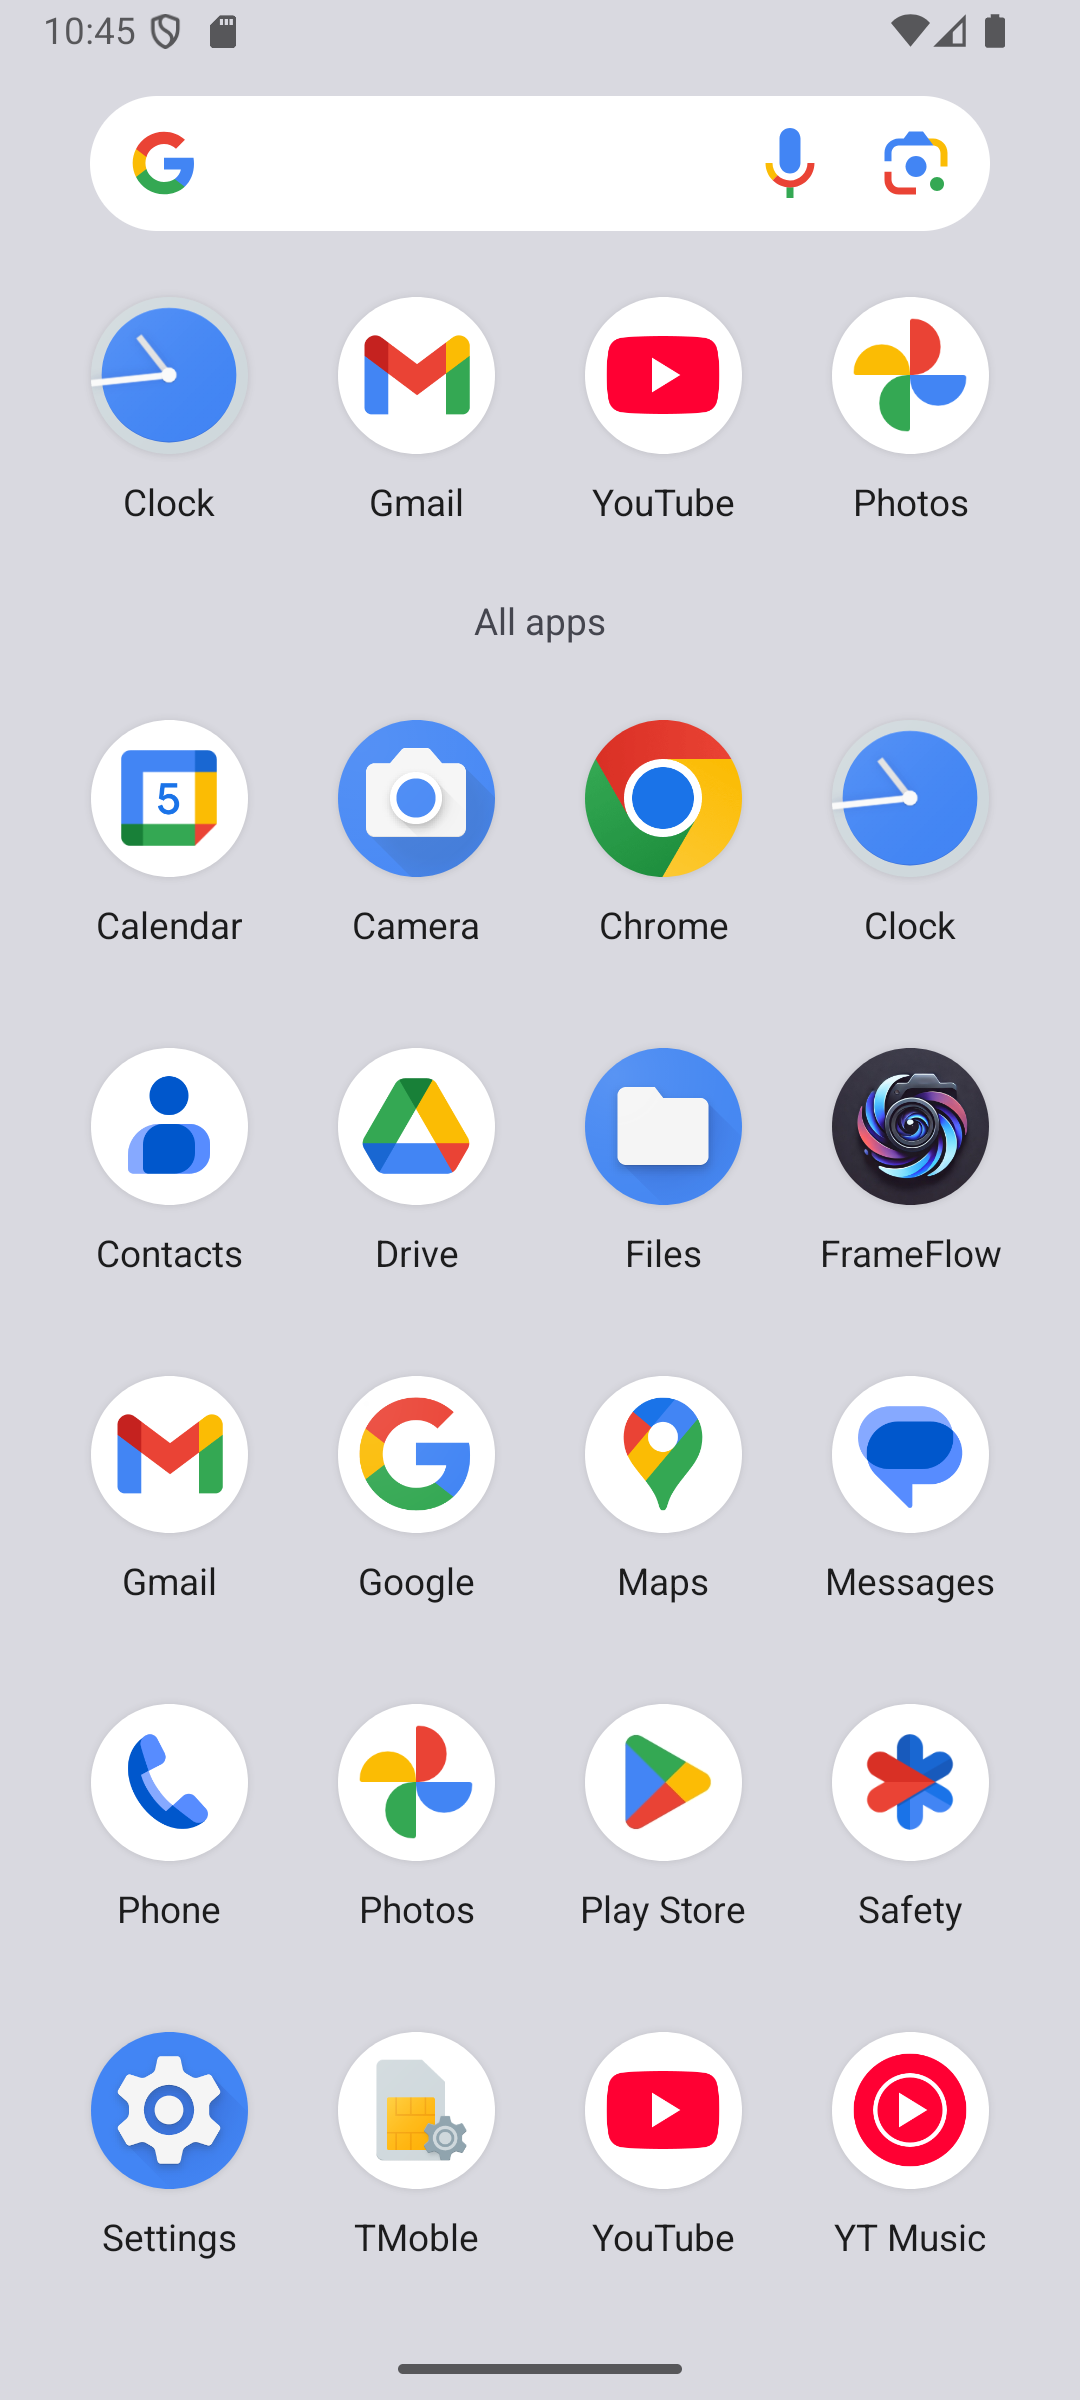 10:45
Clock Gmail YouTube Photos
All apps
5
Calendar Camera Chrome Clock
Contacts Drive Files FrameFlow
Gmail Google Maps Messages
Phone Photos Play Store Safety
Settings TMoble YouTube YT Music